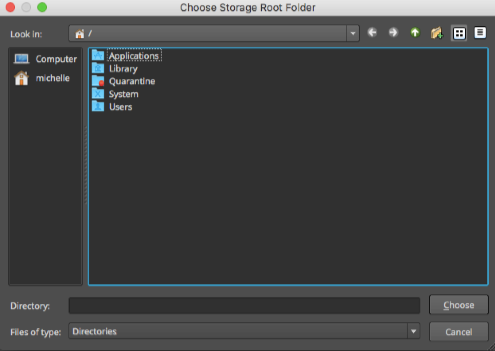 Choose Storage Root Folder
Look in: /
Computer
michelle
Applications
Library
Quarantine
System
Users
Directory: Choose
Files of type: Directories Cancel